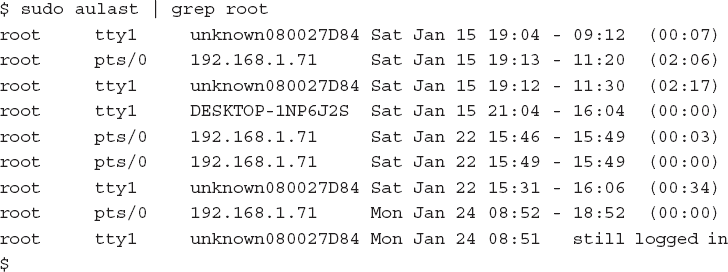 $ sudo aulast | grep root
root     tty1     unknown080027D84 Sat Jan 15 19:04 - 09:12  (00:07)
root     pts/0    192.168.1.71     Sat Jan 15 19:13 - 11:20  (02:06)
root     tty1     unknown080027D84 Sat Jan 15 19:12 - 11:30  (02:17)
root     tty1     DESKTOP-1NP6J2S  Sat Jan 15 21:04 - 16:04  (00:00)
root     pts/0    192.168.1.71     Sat Jan 22 15:46 - 15:49  (00:03)
root     pts/0    192.168.1.71     Sat Jan 22 15:49 - 15:49  (00:00)
root     tty1     unknown080027D84 Sat Jan 22 15:31 - 16:06  (00:34)
root     pts/0    192.168.1.71     Mon Jan 24 08:52 - 18:52  (00:00)
root     tty1     unknown080027D84 Mon Jan 24 08:51   still logged in
$